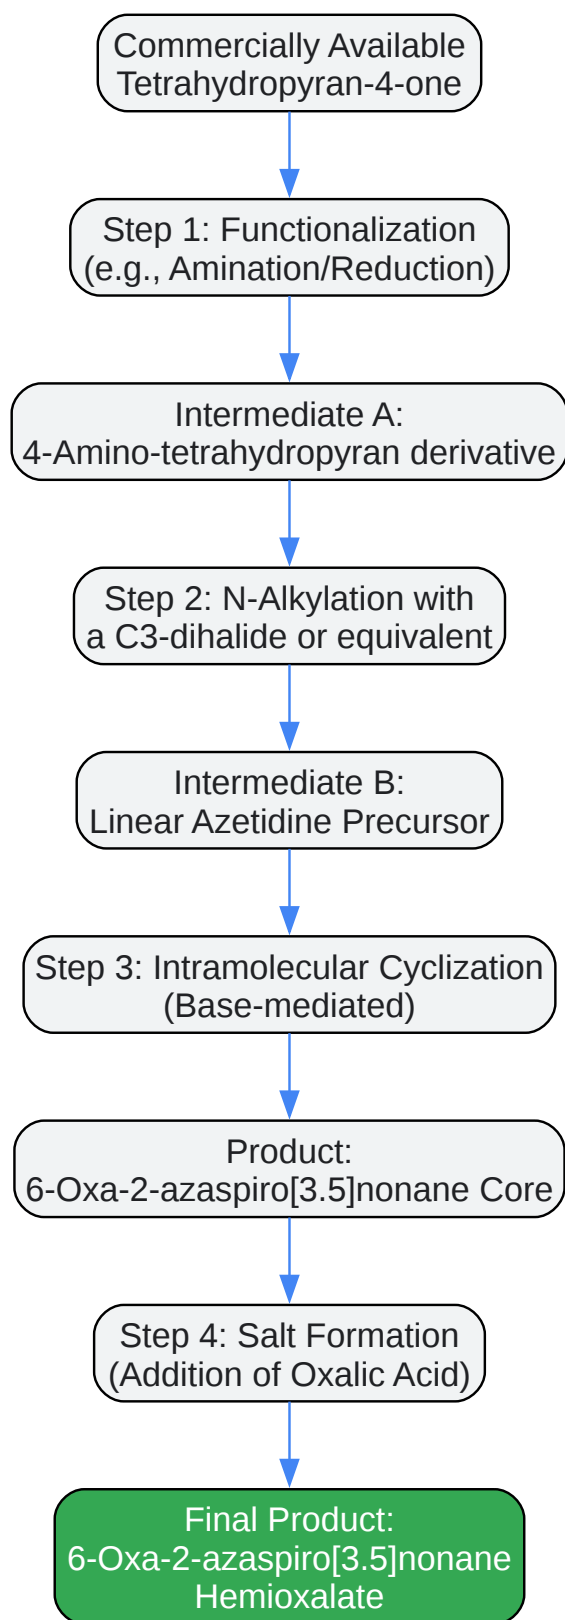 Commercially Available
Tetrahydropyran-4-one
Step 1: Functionalization
(e.g., Amination/Reduction)
Intermediate A:
4-Amino-tetrahydropyran derivative
Step 2: N-Alkylation with
a C3-dihalide or equivalent
Intermediate B:
Linear Azetidine Precursor
Step 3: Intramolecular Cyclization
(Base-mediated)
Product:
6-Oxa-2-azaspiro[3.5]nonane Core
Step 4: Salt Formation
(Addition of Oxalic Acid)
Final Product:
6-Oxa-2-azaspiro[3.5]nonane
Hemioxalate